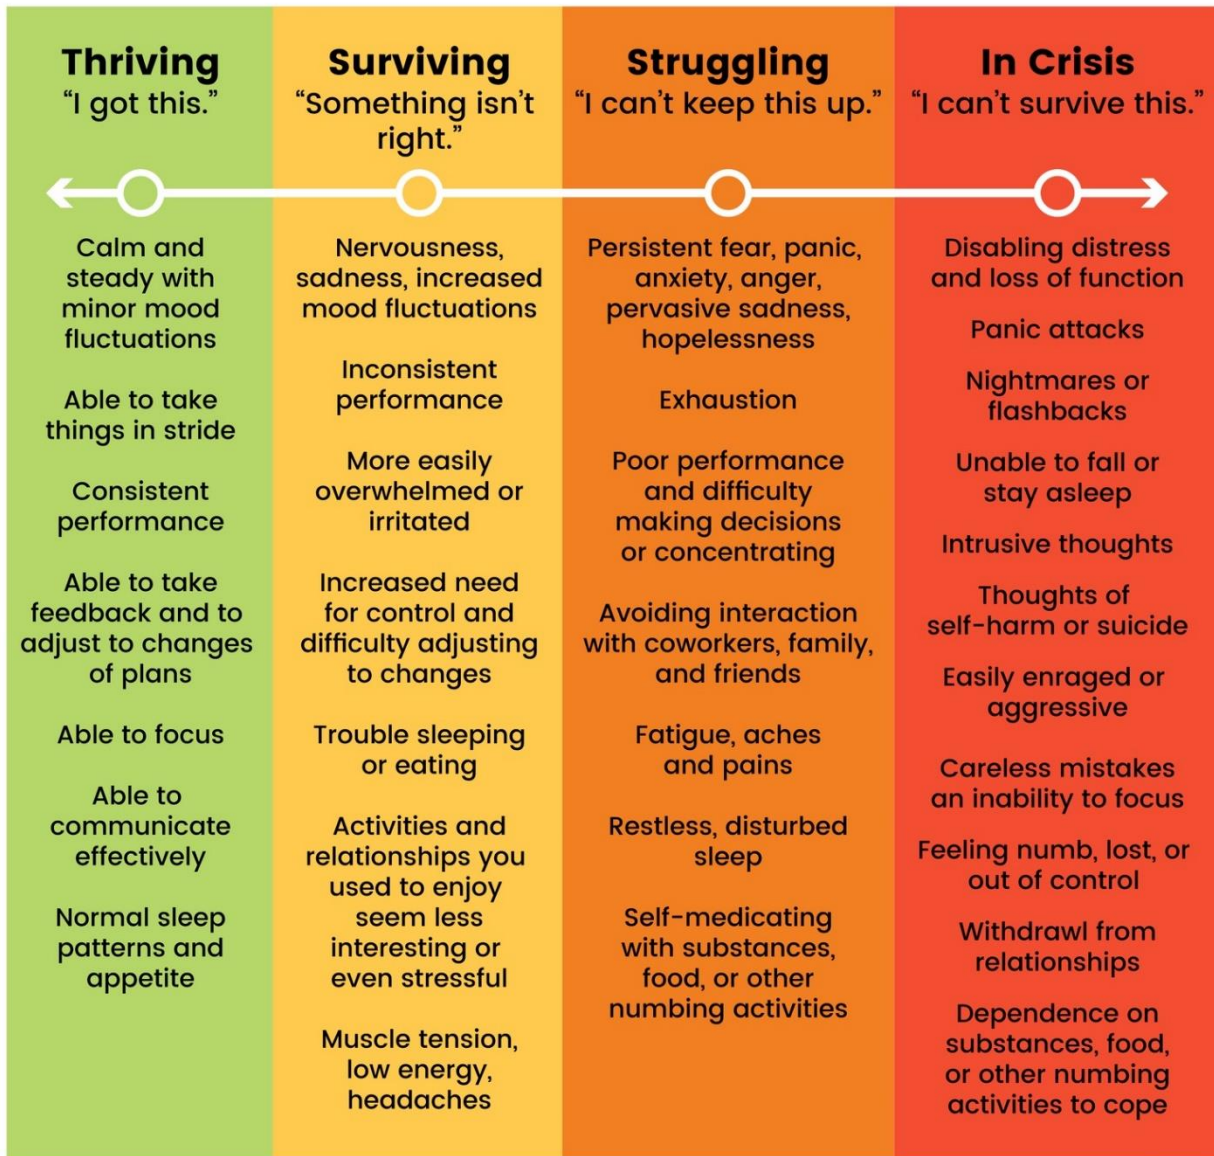 Thriving
“I got this.”
Calm and
steady with
minor mood
fluctuations
Able to take
things in stride
Consistent
performance
Able to take
feedback and to
adjust to changes
of plans
Able to focus
Able to
communicate
effectively
Normal sleep
patterns and
appetite
Surviving
“Something isn’t
right.”
Nervousness,
sadness, increased
mood fluctuations
Inconsistent
performance
More easily
overwhelmed or
irritated
Increased need
for control and
difficulty adjusting
to changes
Trouble sleeping
or eating
Activities and
relationships you
used to enjoy
seem less
interesting or
even stressful
Muscle tension,
low energy,
headaches
Struggling
“I can’t keep this up.”
Persistent fear, panic,
anxiety, anger,
pervasive sadness,
hopelessness
Exhaustion
Poor performance
and difficulty
making decisions
or concentrating
Avoiding interaction
with coworkers, family,
and friends
Fatigue, aches
and pains
Restless, disturbed
sleep
Self-medicating
with substances,
food, or other
numbing activities
In Crisis
“I can’t survive this.”
Disabling distress
and loss of function
Panic attacks
Nightmares or
flashbacks
Unable to fall or
stay asleep
Intrusive thoughts
Thoughts of
self-harm or suicide
Easily enraged or
aggressive
Careless mistakes
an inability to focus
Feeling numb, lost, or
out of control
Withdrawl from
relationships
Dependence on
substances, food,
or other numbing
activities to cope